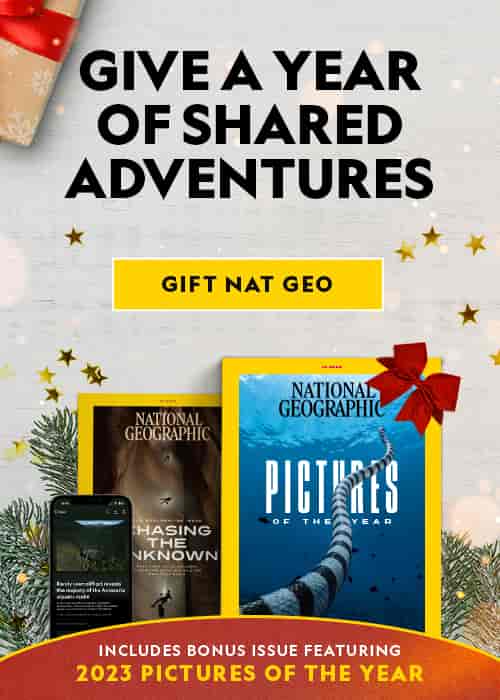 GIVE A YEAR
OF SHARED
ADVENTURES
GIFT NAT GEO
NATIONAL
GEOGRAPHIC
CHASING
THE
UNKNOWN
NATIONAL
GEOGRAPHIC
PICTURES
OF THE YEAR
INCLUDES BONUS ISSUE FEATURING
2023 PICTURES OF THE YEAR